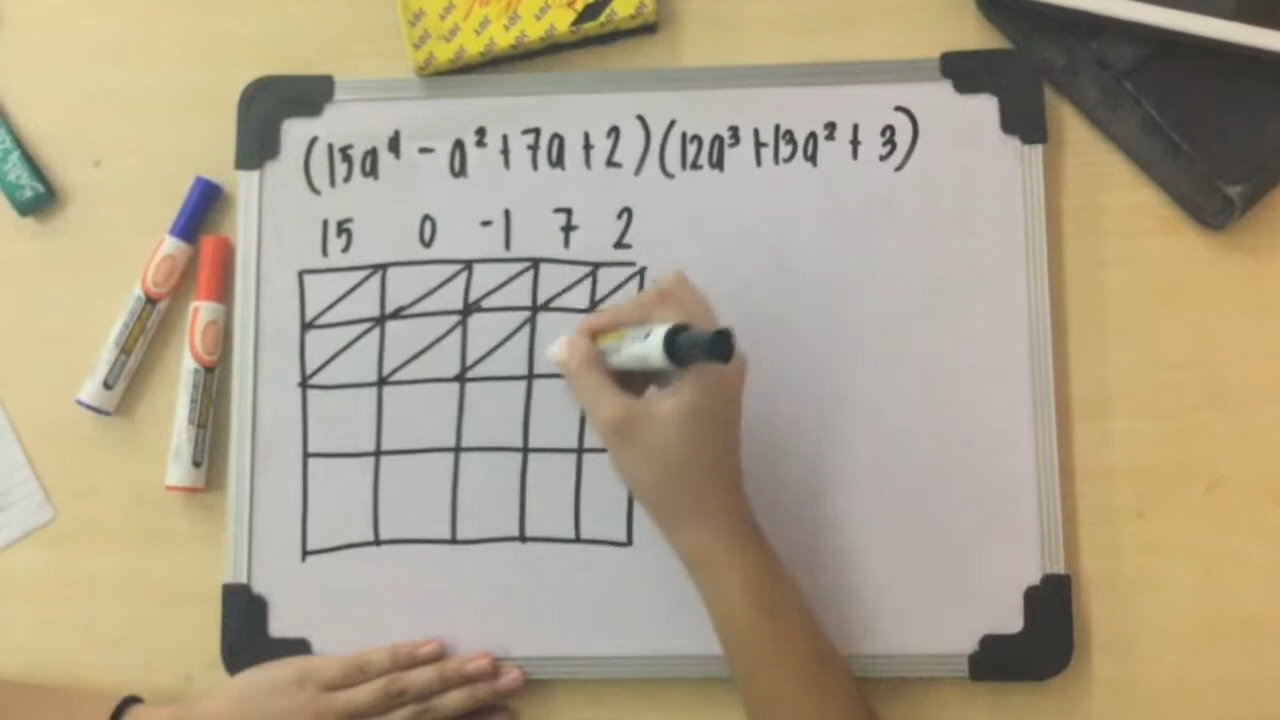 (15a⁴ - a² + 7a + 2)(12a³ + 13a² + 3)
15 0 -1 7 2